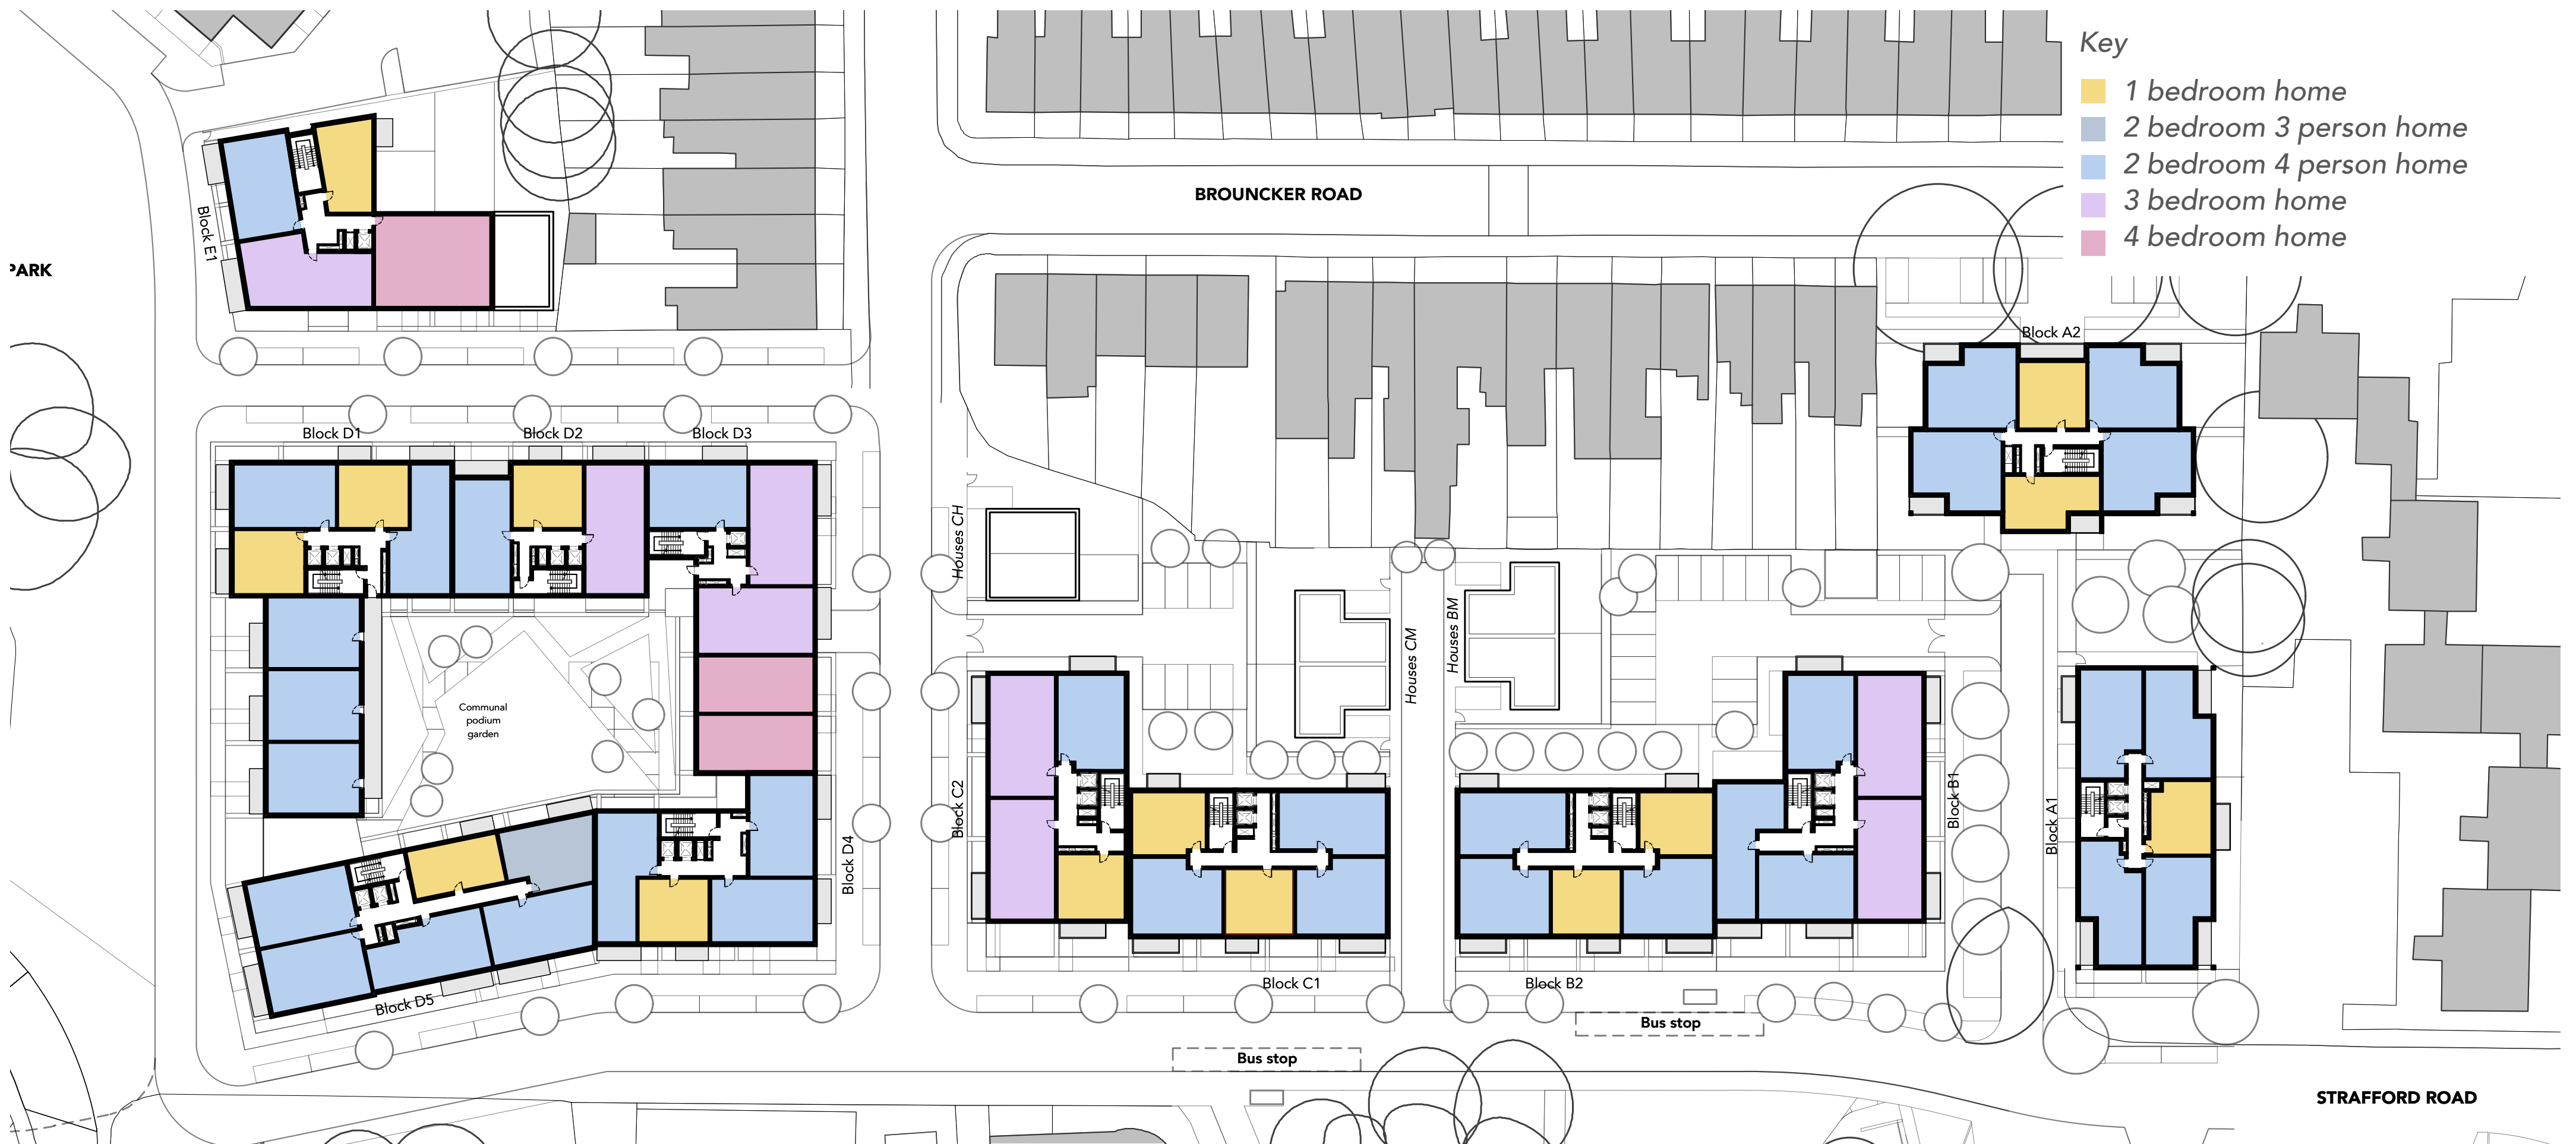 Key
1 bedroom home
2 bedroom 3 person home
2 bedroom 4 person home
3 bedroom home
4 bedroom home
BROUNCKER ROAD
Block E1
PARK
Block A2
Block D1
Block D2
Block D3
Houses CH
Houses CM
Houses BM
Communal
podium
garden
Block C2
Block B1
Block A1
Block D4
Block D5
Block C1
Block B2
Bus stop
Bus stop
STRAFFORD ROAD